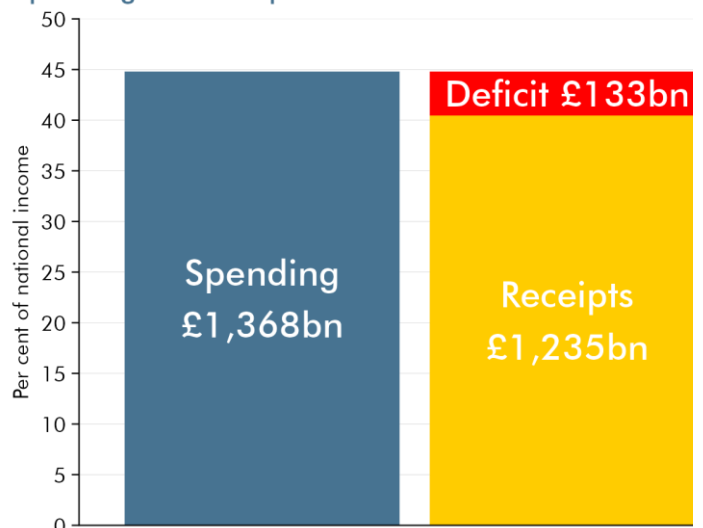 50
45
40
35
30
25
20
15
10
5
0
Per cent of national income
Spending
£1,368bn
Deficit £133bn
Receipts
£1,235bn